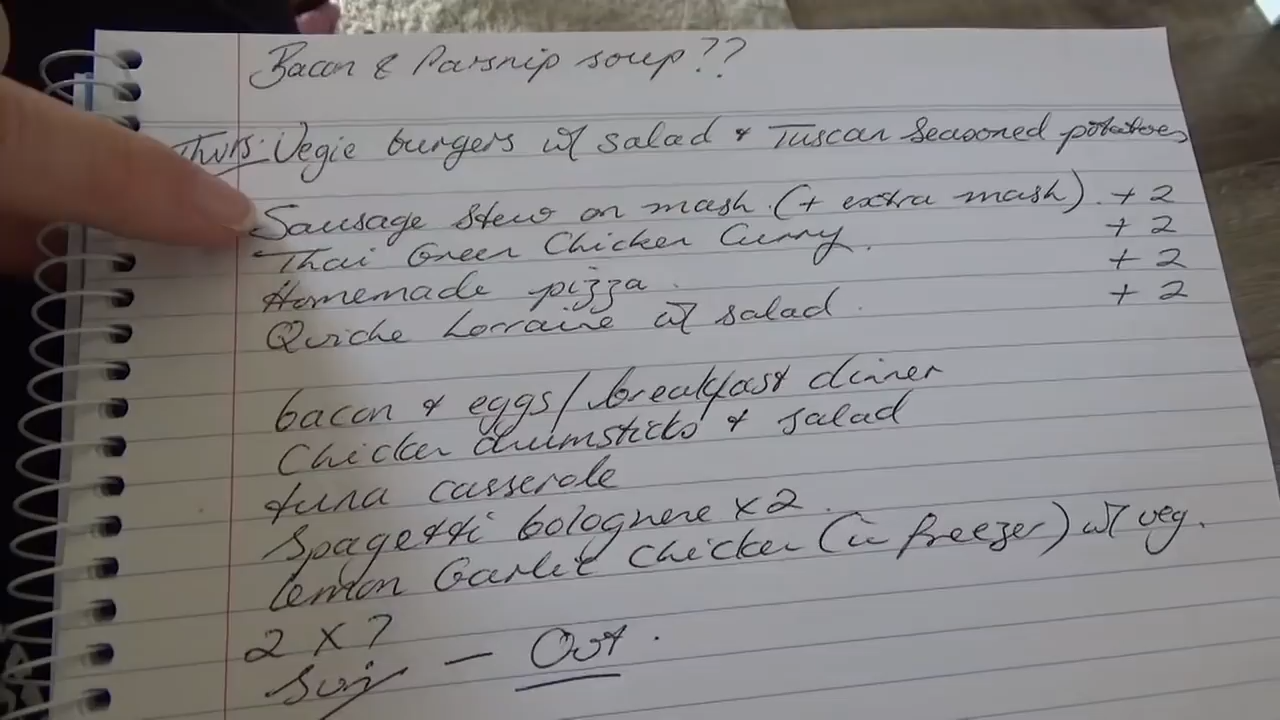 Bacon & Parsnip soup??
Thurs: Vegie burgers w/ salad & Tuscan Seasoned potatoes
Sausage stew on mash (+ extra mash). +2
Thai Green Chicken Curry. +2
Homemade pizza. +2
Quiche Lorraine w/ salad. +2
bacon & eggs/breakfast dinner
Chicken drumsticks & salad
tuna casserole
Spagetti bolognere x2.
Lemon Garlic Chicken (in freezer) w/ veg.
2 x ?
— Out.